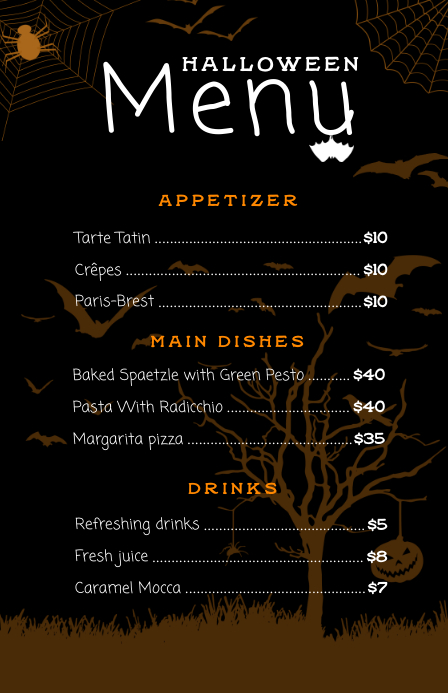 HALLOWEEN
Menu
APPETIZER
Tarte Tatin ........................................................ $10
Crêpes ................................................................ $10
Paris-Brest ....................................................... $10
MAIN DISHES
Baked Spaetzle with Green Pesto ........... $40
Pasta With Radicchio ................................. $40
Margarita pizza ............................................ $35
DRINKS
Refreshing drinks ........................................... $5
Fresh juice ......................................................... $8
Caramel Mocca ................................................ $7